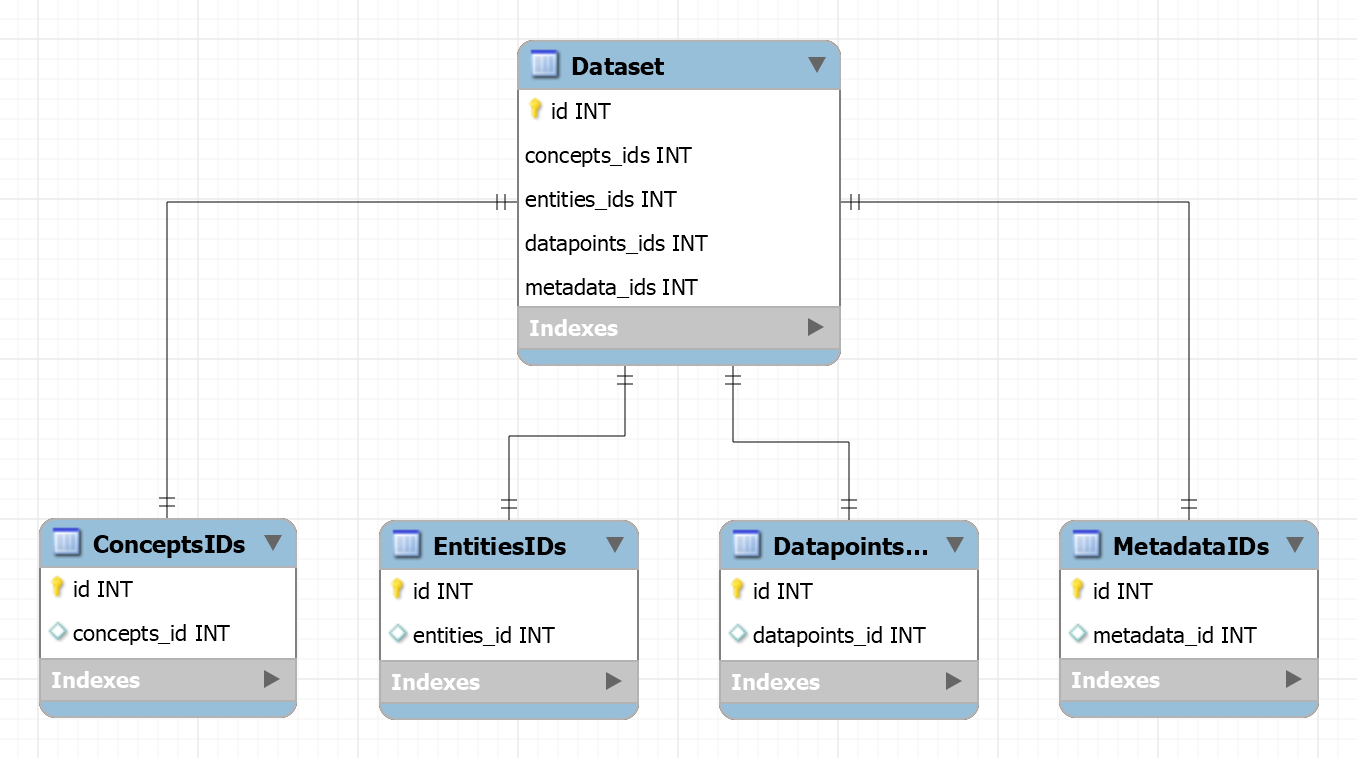 Dataset
id INT
concepts_ids INT
entities_ids INT
datapoints_ids INT
metadata_ids INT
Indexes
ConceptsIDs
id INT
concepts_id INT
Indexes
EntitiesIDs
id INT
entities_id INT
Indexes
Datapoints...
id INT
datapoints_id INT
Indexes
MetadataIDs
id INT
metadata_id INT
Indexes